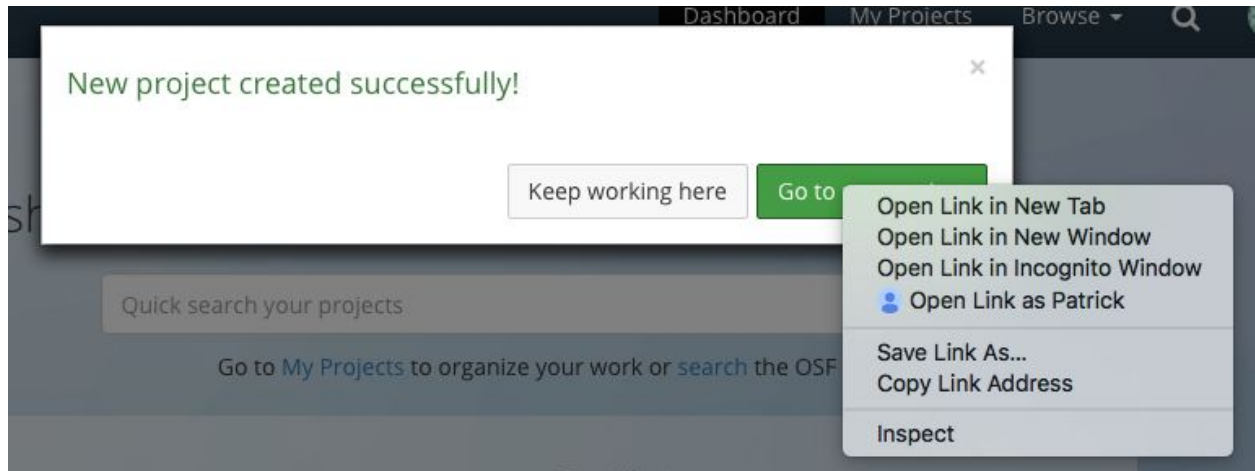 Dashboard My Projects Browse
New project created successfully!
×
Keep working here
Go to
Open Link in New Tab
Open Link in New Window
Open Link in Incognito Window
Open Link as Patrick
Save Link As...
Copy Link Address
Inspect
Quick search your projects
Go to My Projects to organize your work or search the OSF